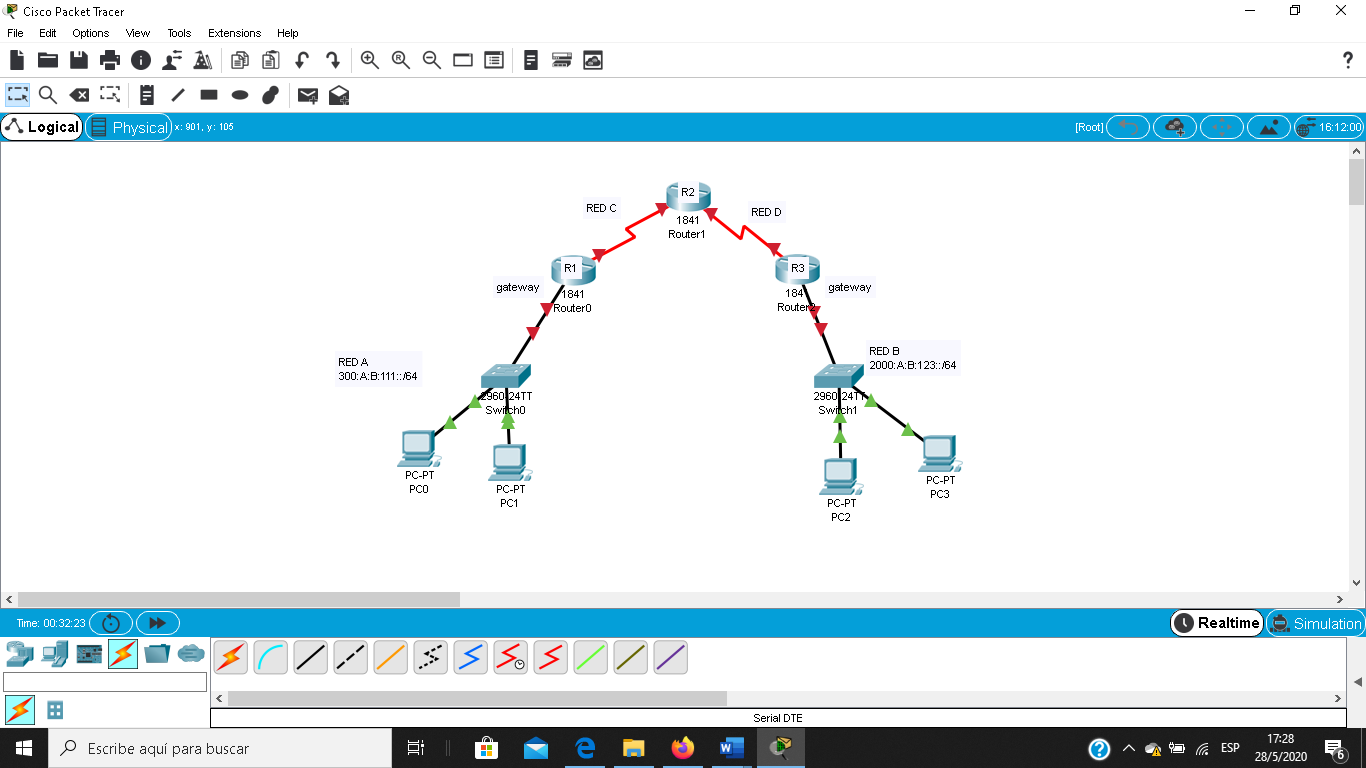 Cisco Packet Tracer
File Edit Options View Tools Extensions Help
?
Logical
Physical
x: 901, y: 105
[Root]
16:12:00
R2
RED C
RED D
1841
Router1
R1
R3
gateway
gateway
1841
Router0
184
Router2
RED A
300:A:B:111::/64
RED B
2000:A:B:123::/64
2960-24TT
Switch0
2960-24TT
Switch1
PC-PT
PC0
PC-PT
PC1
PC-PT
PC2
PC-PT
PC3
Time: 00:32:23
Realtime
Simulation
Serial DTE
Escribe aquí para buscar
ESP
17:28
28/5/2020
6